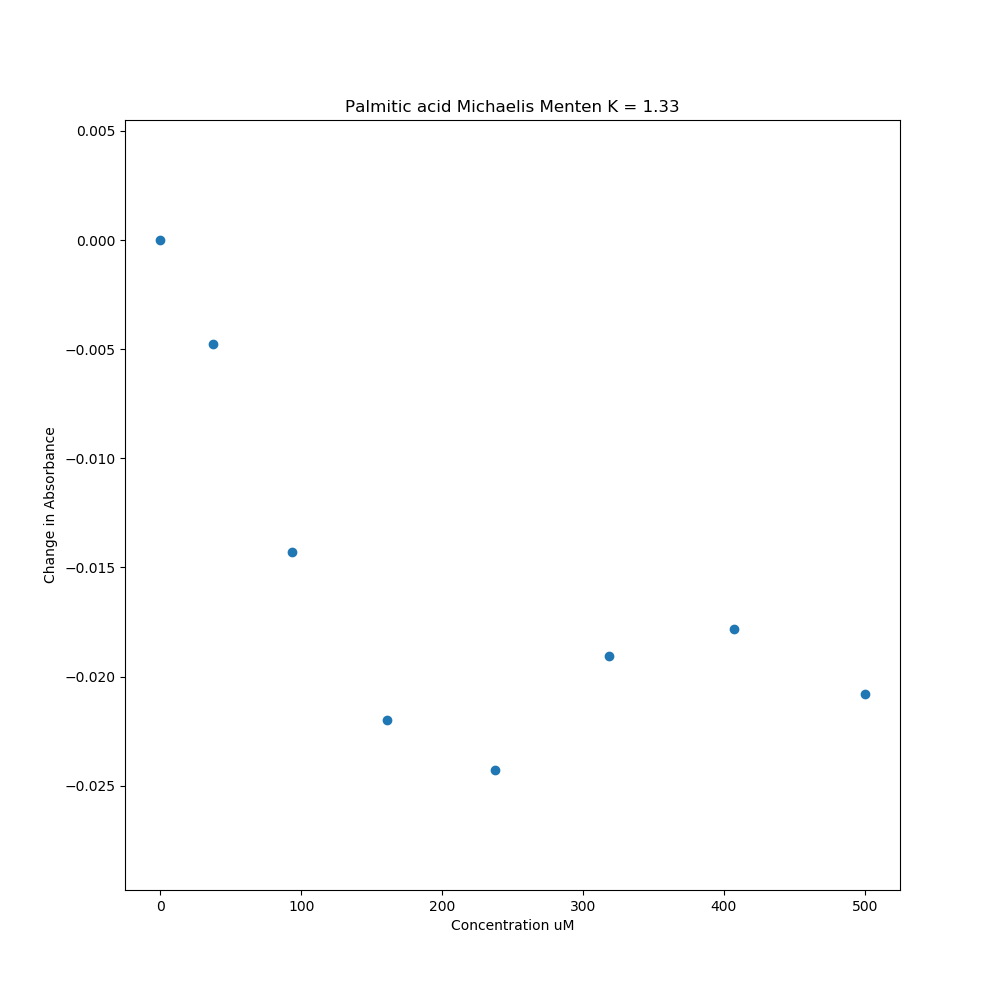 Palmitic acid Michaelis Menten K = 1.33
0.005
0.000
−0.005
−0.010
−0.015
−0.020
−0.025
Change in Absorbance
0 100 200 300 400 500
Concentration uM